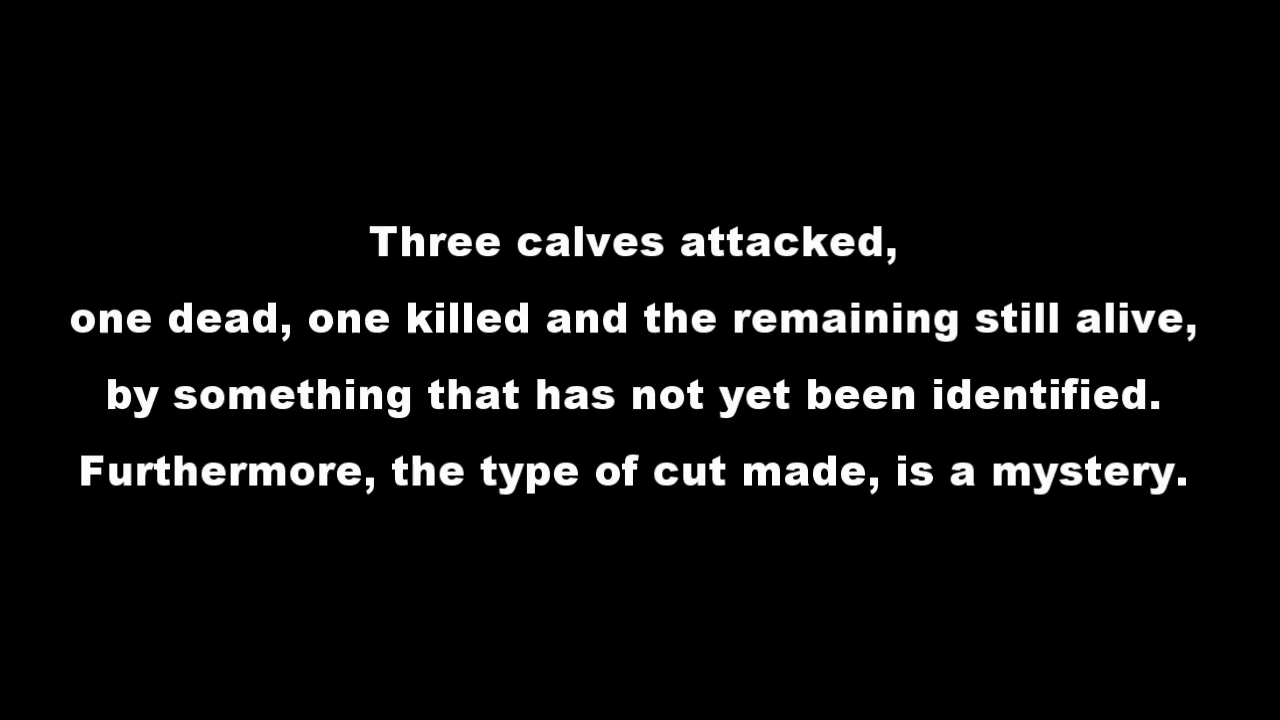 Three calves attacked,
one dead, one killed and the remaining still alive,
by something that has not yet been identified.
Furthermore, the type of cut made, is a mystery.